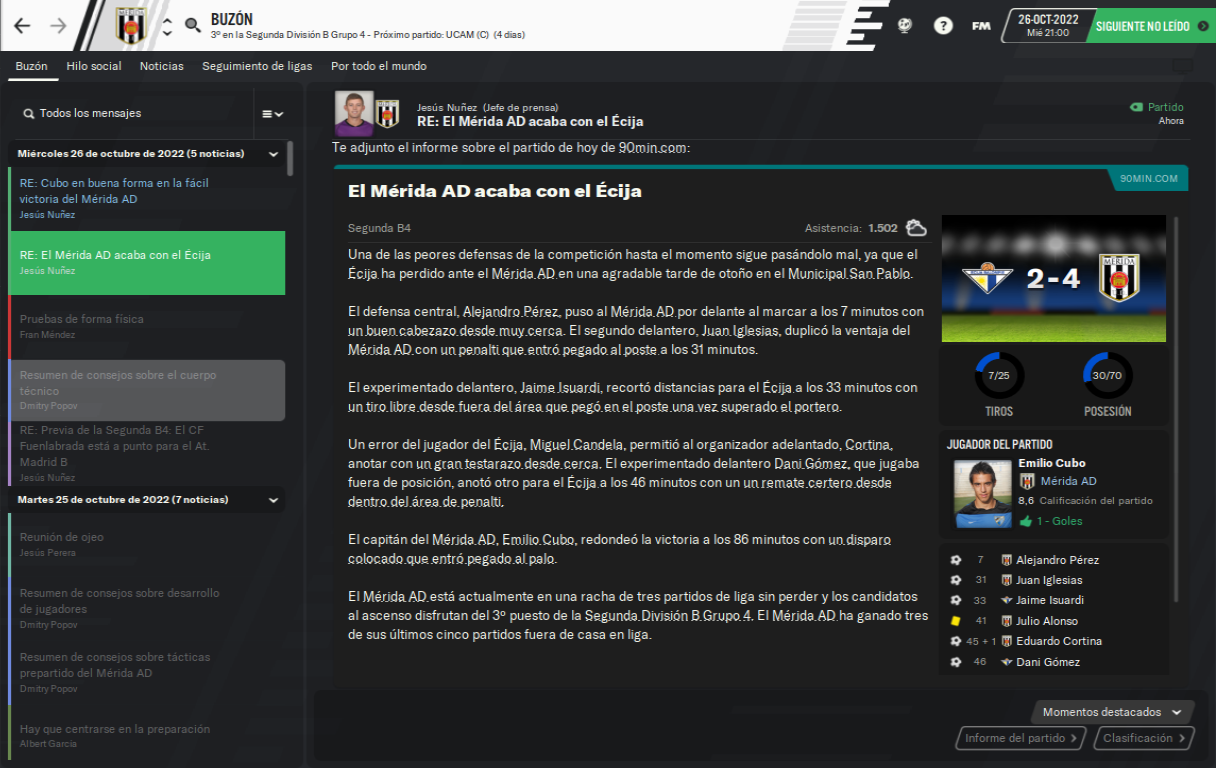 BUZÓN
3º en la Segunda División B Grupo 4 - Próximo partido: UCAM (C) (4 días)
FM
26-OCT-2022
Mié 21:00
SIGUIENTE NO LEÍDO
Buzón Hilo social Noticias Seguimiento de ligas Por todo el mundo
Todos los mensajes
Miércoles 26 de octubre de 2022 (5 noticias)
RE: Cubo en buena forma en la fácil
victoria del Mérida AD
Jesús Nuñez
RE: El Mérida AD acaba con el Écija
Jesús Nuñez
Pruebas de forma física
Fran Méndez
Resumen de consejos sobre el cuerpo
técnico
Dmitry Popov
RE: Previa de la Segunda B4: El CF
Fuenlabrada está a punto para el At.
Madrid B
Jesús Nuñez
Martes 25 de octubre de 2022 (7 noticias)
Reunión de ojeo
Jesús Perera
Resumen de consejos sobre desarrollo
de jugadores
Dmitry Popov
Resumen de consejos sobre tácticas
prepartido del Mérida AD
Dmitry Popov
Hay que centrarse en la preparación
Albert García
Jesús Nuñez (Jefe de prensa)
RE: El Mérida AD acaba con el Écija
Partido
Ahora
Te adjunto el informe sobre el partido de hoy de 90min.com:
90MIN.COM
El Mérida AD acaba con el Écija
Segunda B4
Asistencia: 1.502
Una de las peores defensas de la competición hasta el momento sigue pasándolo mal, ya que el
Écija ha perdido ante el Mérida AD en una agradable tarde de otoño en el Municipal San Pablo.
El defensa central, Alejandro Pérez, puso al Mérida AD por delante al marcar a los 7 minutos con
un buen cabezazo desde muy cerca. El segundo delantero, Juan Iglesias, duplicó la ventaja del
Mérida AD con un penalti que entró pegado al poste a los 31 minutos.
El experimentado delantero, Jaime Isuardi, recortó distancias para el Écija a los 33 minutos con
un tiro libre desde fuera del área que pegó en el poste una vez superado el portero.
Un error del jugador del Écija, Miguel Candela, permitió al organizador adelantado, Cortina,
anotar con un gran testarazo desde cerca. El experimentado delantero Dani Gómez, que jugaba
fuera de posición, anotó otro para el Écija a los 46 minutos con un un remate certero desde
dentro del área de penalti.
El capitán del Mérida AD, Emilio Cubo, redondeó la victoria a los 86 minutos con un disparo
colocado que entró pegado al palo.
El Mérida AD está actualmente en una racha de tres partidos de liga sin perder y los candidatos
al ascenso disfrutan del 3º puesto de la Segunda División B Grupo 4. El Mérida AD ha ganado tres
de sus últimos cinco partidos fuera de casa en liga.
2-4
MÉRIDA
7/25
30/70
TIROS
POSESIÓN
JUGADOR DEL PARTIDO
Emilio Cubo
Mérida AD
8,6 Calificación del partido
1 - Goles
7 Alejandro Pérez
31 Juan Iglesias
33 Jaime Isuardi
41 Julio Alonso
45 + 1 Eduardo Cortina
46 Dani Gómez
Momentos destacados
Informe del partido
Clasificación